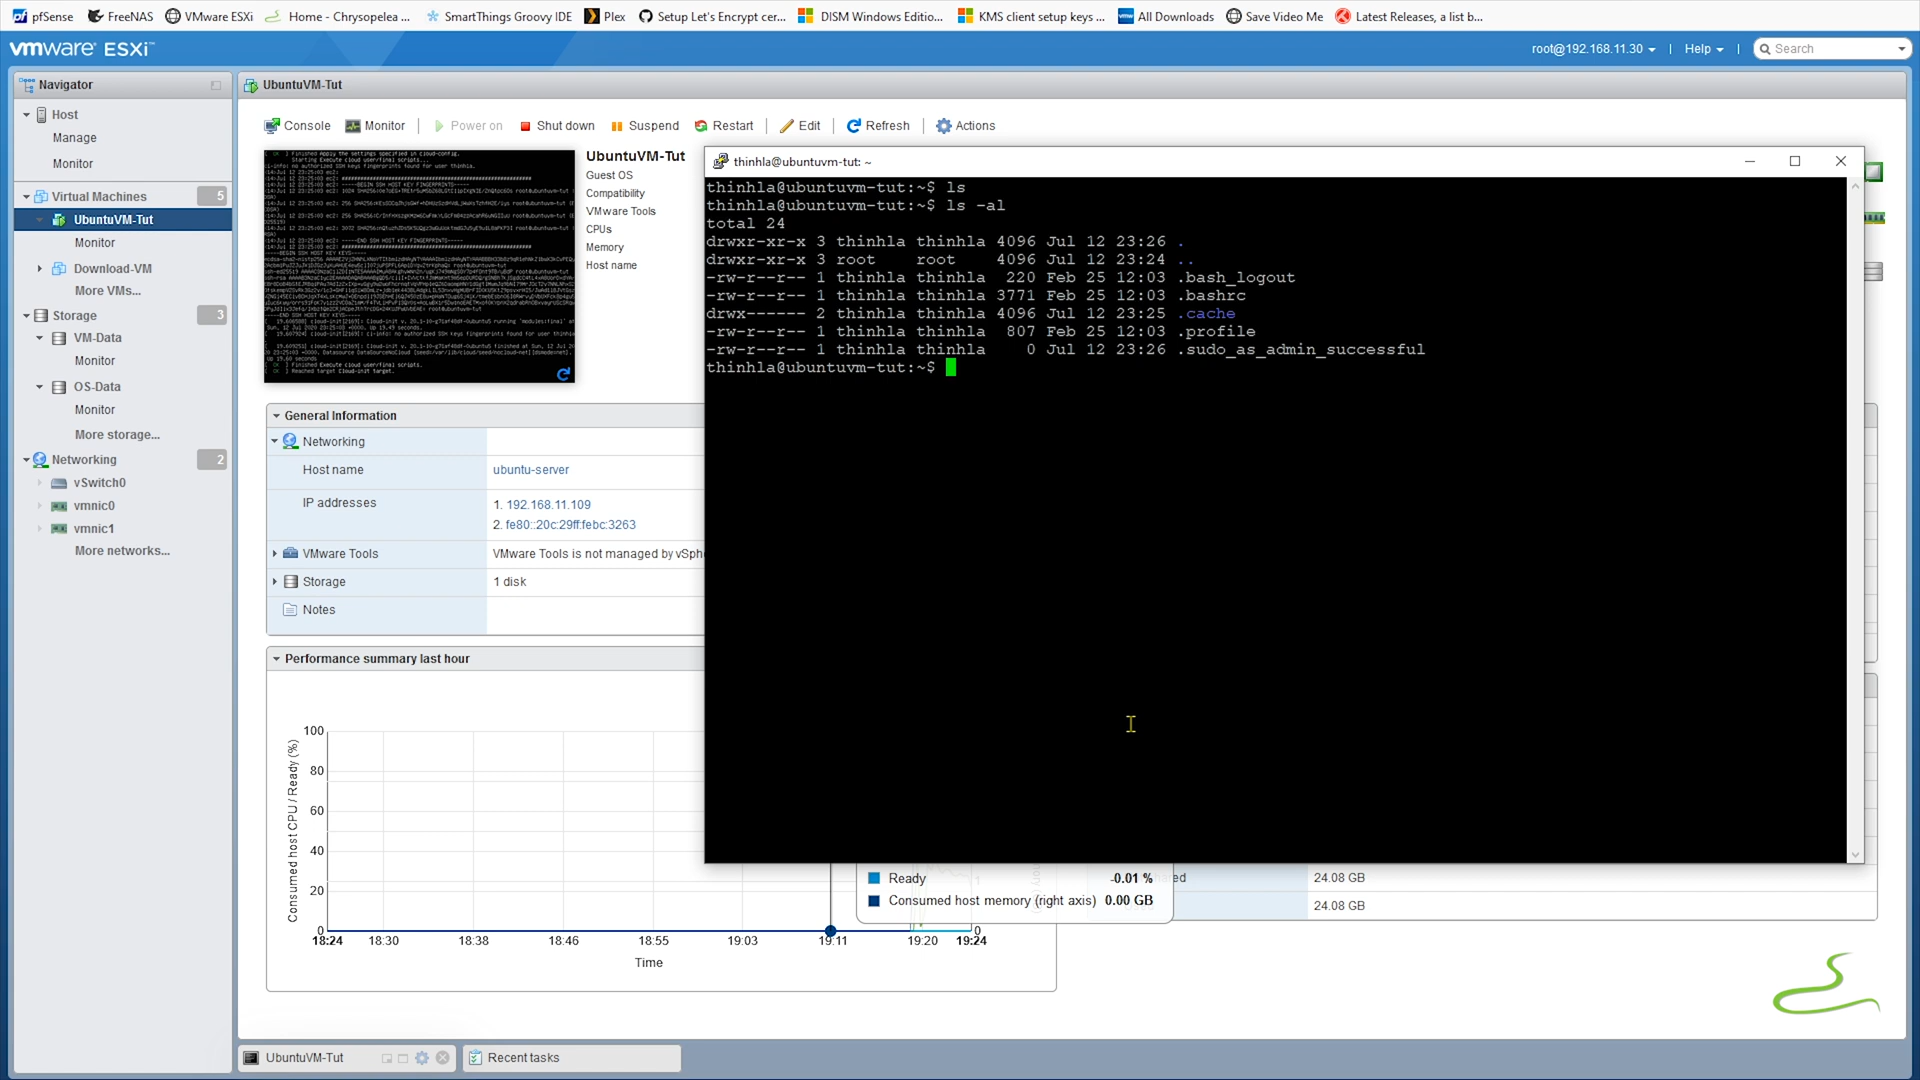 pfSense FreeNAS VMware ESXi Home - Chrysopelea ... SmartThings Groovy IDE Plex Setup Let's Encrypt cer... DISM Windows Editio... KMS client setup keys ... All Downloads Save Video Me Latest Releases, a list b...
vmware ESXi™
root@192.168.11.30 | Help | Search
Navigator
Host
Manage
Monitor
Virtual Machines 5
UbuntuVM-Tut
Monitor
Download-VM
More VMs...
Storage 3
VM-Data
Monitor
OS-Data
Monitor
More storage...
Networking 2
vSwitch0
vmnic0
vmnic1
More networks...
UbuntuVM-Tut
Console Monitor Power on Shut down Suspend Restart Edit Refresh Actions
UbuntuVM-Tut
Guest OS
Compatibility
VMware Tools
CPUs
Memory
Host name
General Information
Networking
Host name ubuntu-server
IP addresses 1. 192.168.11.109
2. fe80::20c:29ff:febc:3263
VMware Tools VMware Tools is not managed by vSph
Storage 1 disk
Notes
Performance summary last hour
Consumed host CPU / Ready (%)
100
80
60
40
20
0
18:24 18:30 18:38 18:46 18:55 19:03 19:11 19:20 19:24
Time
thinhla@ubuntuvm-tut: ~
thinhla@ubuntuvm-tut:~$ ls
thinhla@ubuntuvm-tut:~$ ls -al
total 24
drwxr-xr-x 3 thinhla thinhla 4096 Jul 12 23:26 .
drwxr-xr-x 3 root root 4096 Jul 12 23:24 ..
-rw-r--r-- 1 thinhla thinhla 220 Feb 25 12:03 .bash_logout
-rw-r--r-- 1 thinhla thinhla 3771 Feb 25 12:03 .bashrc
drwx------ 2 thinhla thinhla 4096 Jul 12 23:25 .cache
-rw-r--r-- 1 thinhla thinhla 807 Feb 25 12:03 .profile
-rw-r--r-- 1 thinhla thinhla 0 Jul 12 23:26 .sudo_as_admin_successful
thinhla@ubuntuvm-tut:~$
Ready -0.01 %
Consumed host memory (right axis) 0.00 GB
1
0
ed 24.08 GB
24.08 GB
UbuntuVM-Tut
Recent tasks